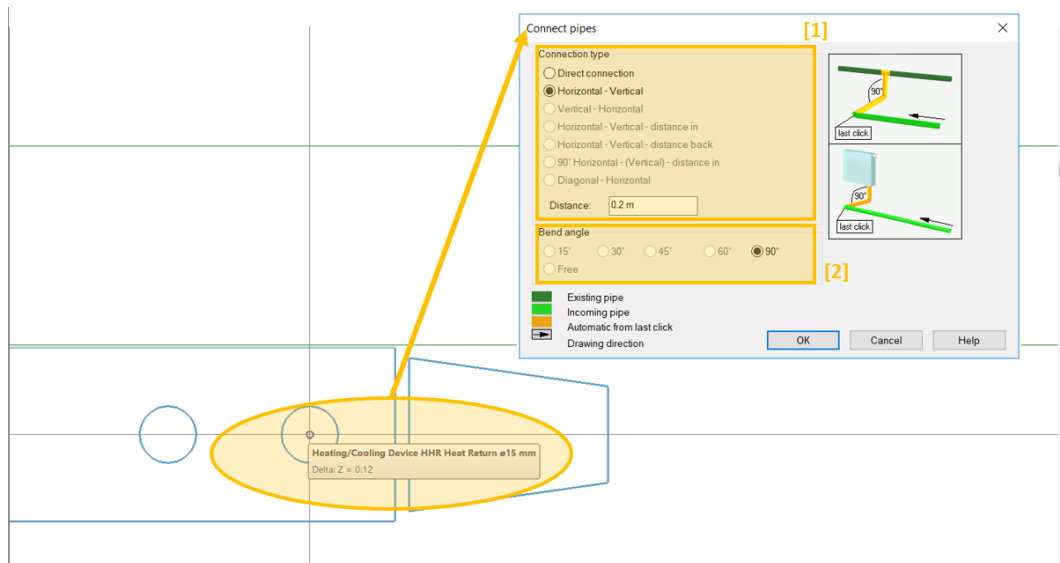 Connect pipes
[1]
Connection type
Direct connection
Horizontal - Vertical
Vertical - Horizontal
Horizontal - Vertical - distance in
Horizontal - Vertical - distance back
90° Horizontal - (Vertical) - distance in
Diagonal - Horizontal
Distance: 0.2 m
90°
last click
90°
last click
Bend angle
15° 30° 45° 60° 90°
Free
[2]
Existing pipe
Incoming pipe
Automatic from last click
Drawing direction
OK Cancel Help
Heating/Cooling Device HHR Heat Return ø15 mm
Delta: Z = 0.12